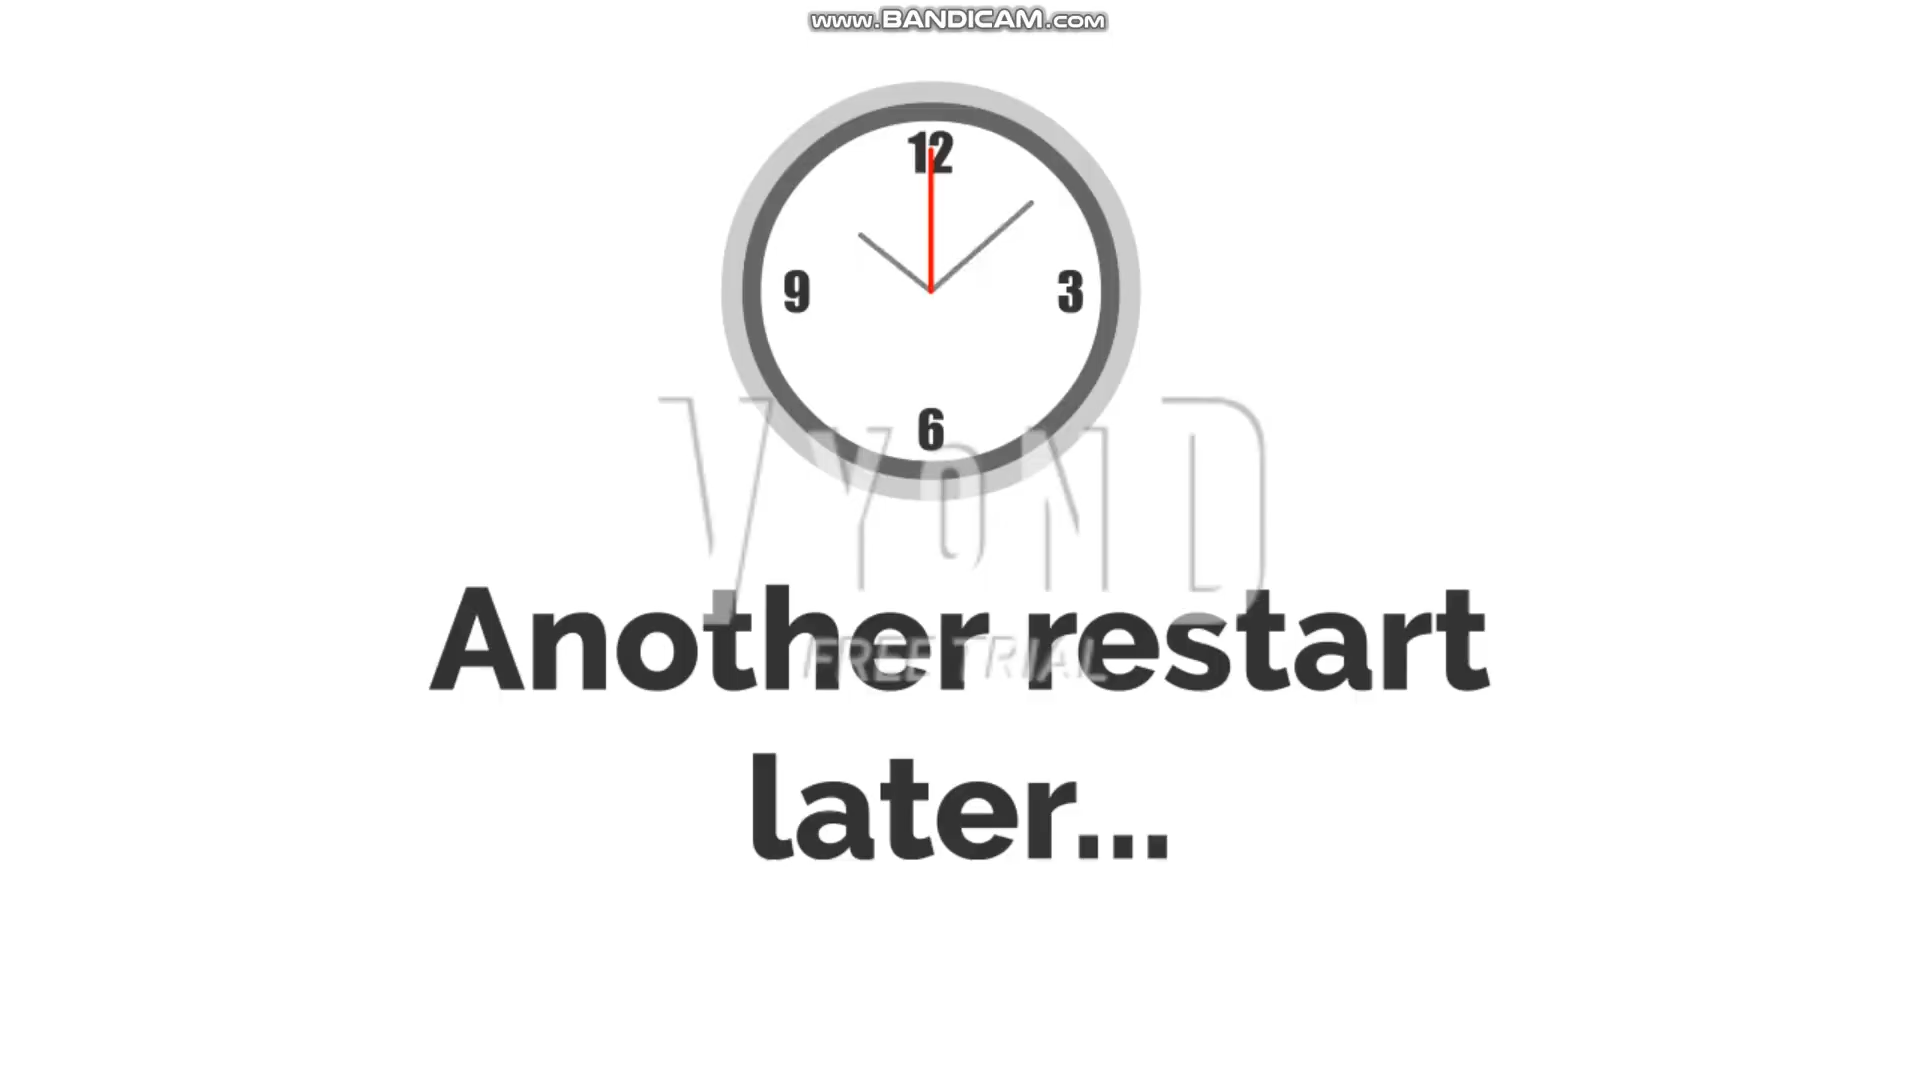 www.BANDICAM.com
12
9 3
6
VYOND
FREE TRIAL
Another restart
later...